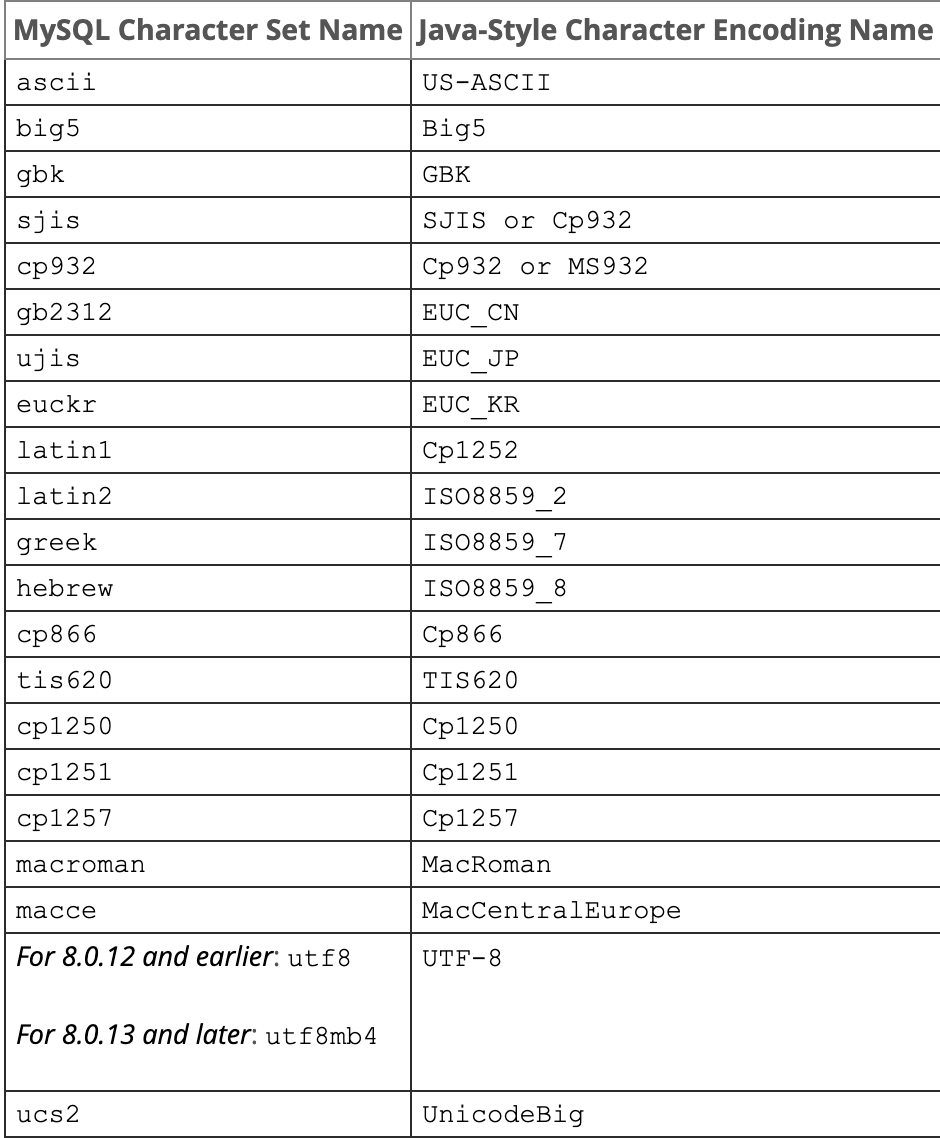 MySQL Character Set Name Java-Style Character Encoding Name
ascii US-ASCII
big5 Big5
gbk GBK
sjis SJIS or Cp932
cp932 Cp932 or MS932
gb2312 EUC_CN
ujis EUC_JP
euckr EUC_KR
latin1 Cp1252
latin2 ISO8859_2
greek ISO8859_7
hebrew ISO8859_8
cp866 Cp866
tis620 TIS620
cp1250 Cp1250
cp1251 Cp1251
cp1257 Cp1257
macroman MacRoman
macce MacCentralEurope
For 8.0.12 and earlier: utf8 UTF-8
For 8.0.13 and later: utf8mb4
ucs2 UnicodeBig